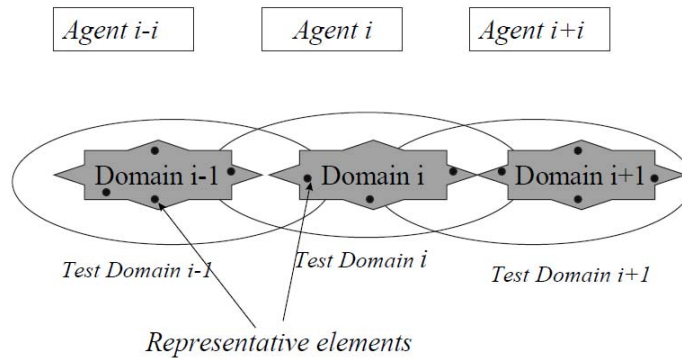 Agent i-i Agent i Agent i+i
Domain i-1 Domain i Domain i+1
Test Domain i-1 Test Domain i Test Domain i+1
Representative elements